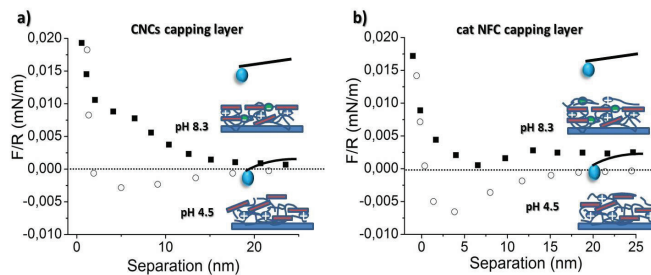 a)
CNCs capping layer
0,020
0,015
0,010
0,005
0,000
-0,005
-0,010
F/R (mN/m)
pH 8.3
pH 4.5
0 10 20
Separation (nm)
b)
cat NFC capping layer
0,020
0,015
0,010
0,005
0,000
-0,005
-0,010
F/R (mN/m)
pH 8.3
pH 4.5
0 5 10 15 20 25
Separation (nm)